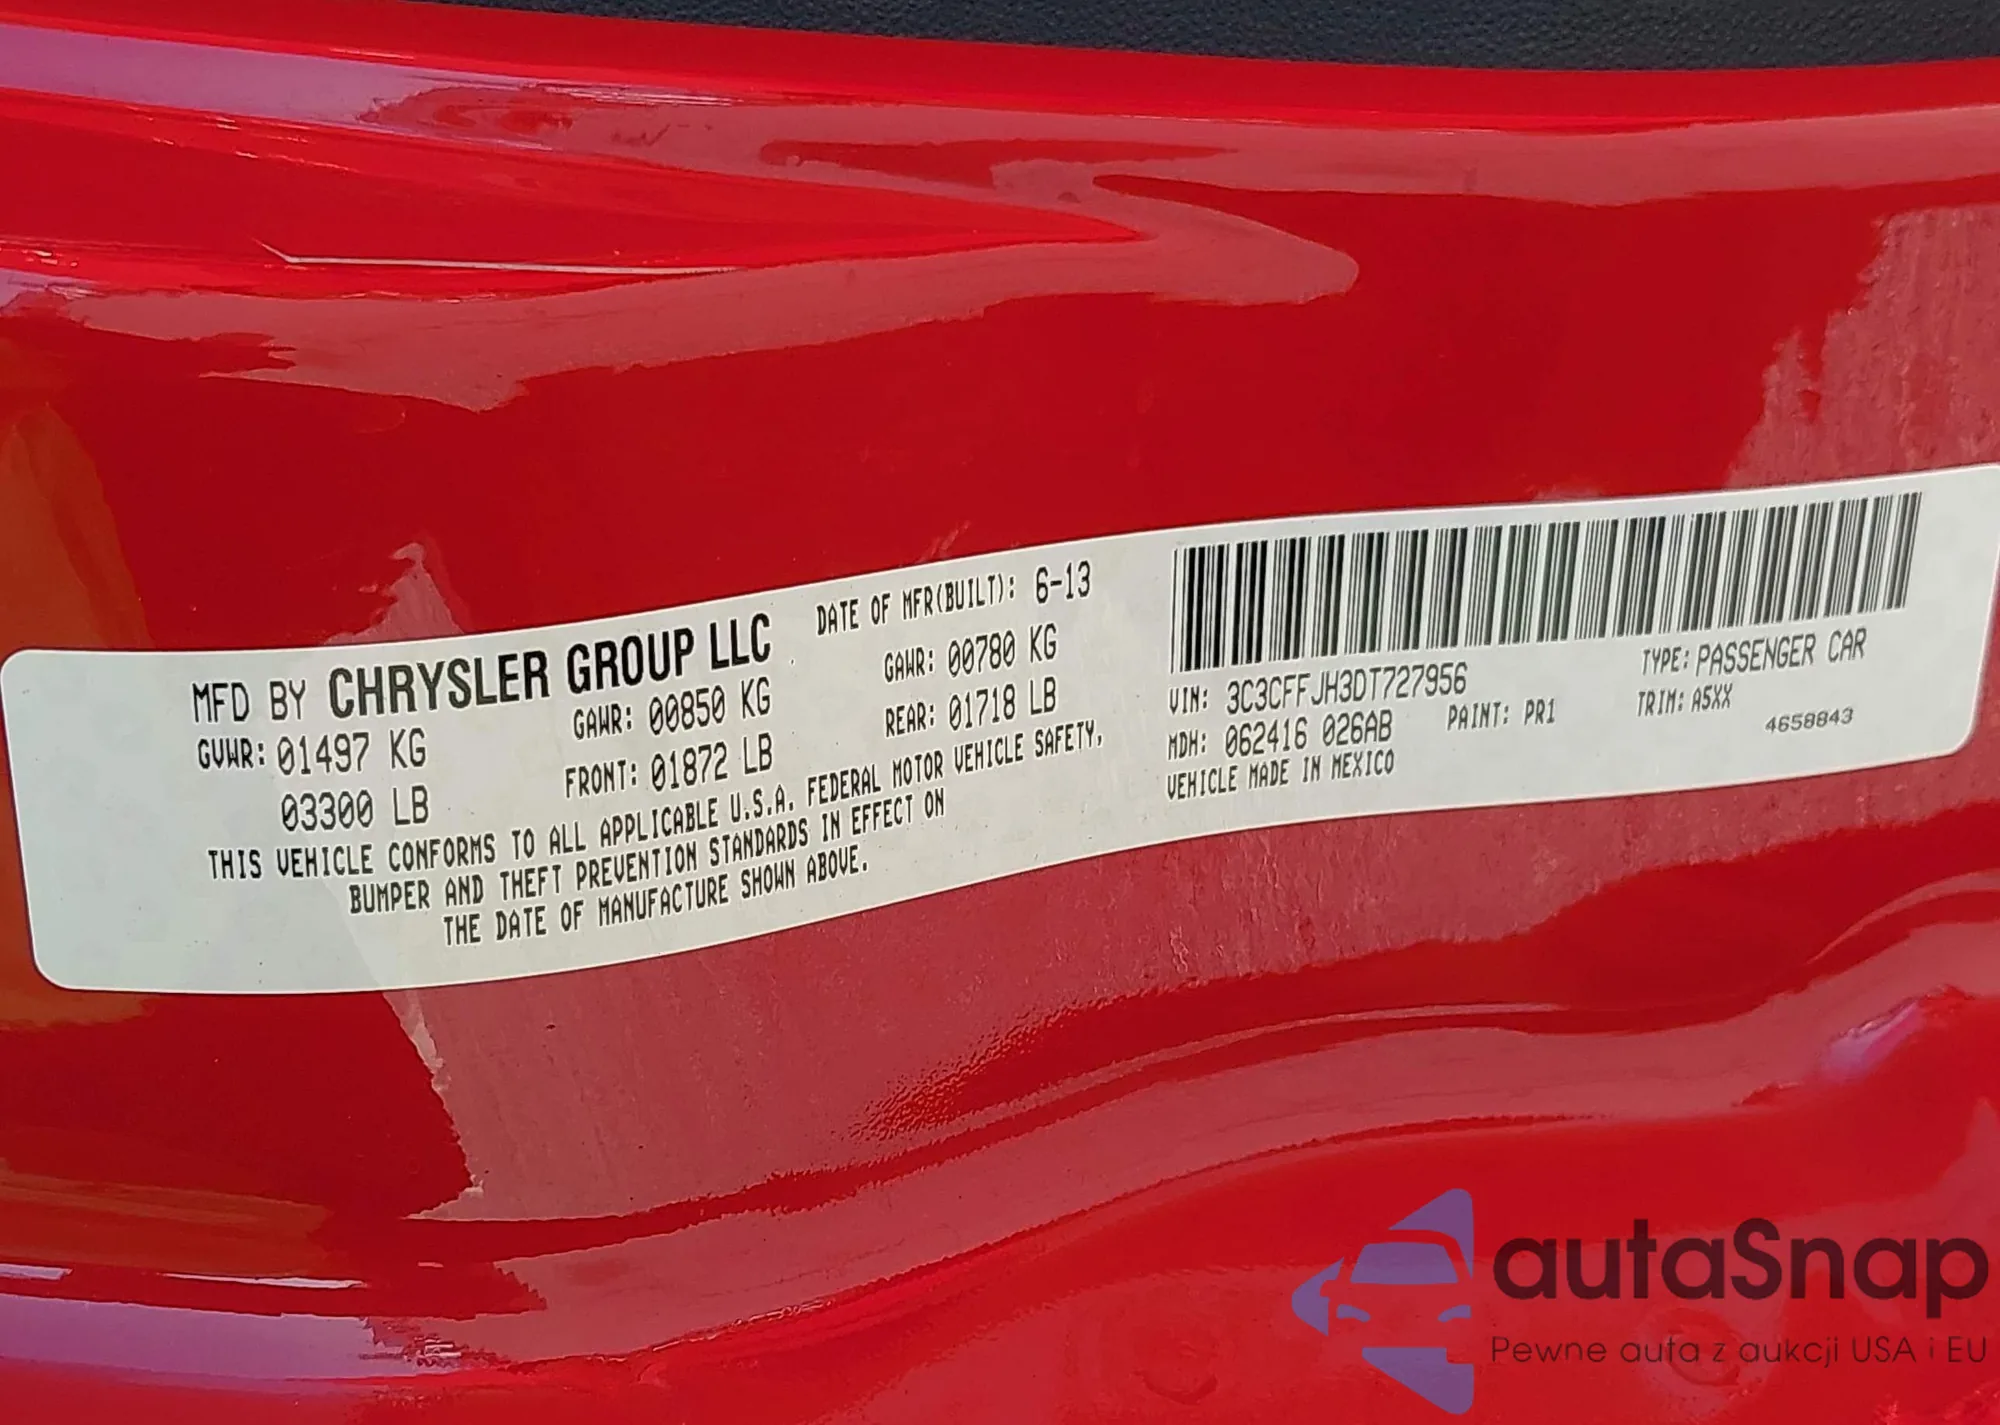 MFD BY CHRYSLER GROUP LLC DATE OF MFR(BUILT): 6-13
GVWR: 01497 KG GAWR: 00850 KG GAWR: 00780 KG
03300 LB FRONT: 01872 LB REAR: 01718 LB
THIS VEHICLE CONFORMS TO ALL APPLICABLE U.S.A. FEDERAL MOTOR VEHICLE SAFETY,
BUMPER AND THEFT PREVENTION STANDARDS IN EFFECT ON
THE DATE OF MANUFACTURE SHOWN ABOVE.
VIN: 3C3CFFJH3DT727956 TYPE: PASSENGER CAR
MDH: 062416 026AB PAINT: PR1 TRIM: A5XX
VEHICLE MADE IN MEXICO 4658843
autaSnap
Pewne auta z aukcji USA i EU